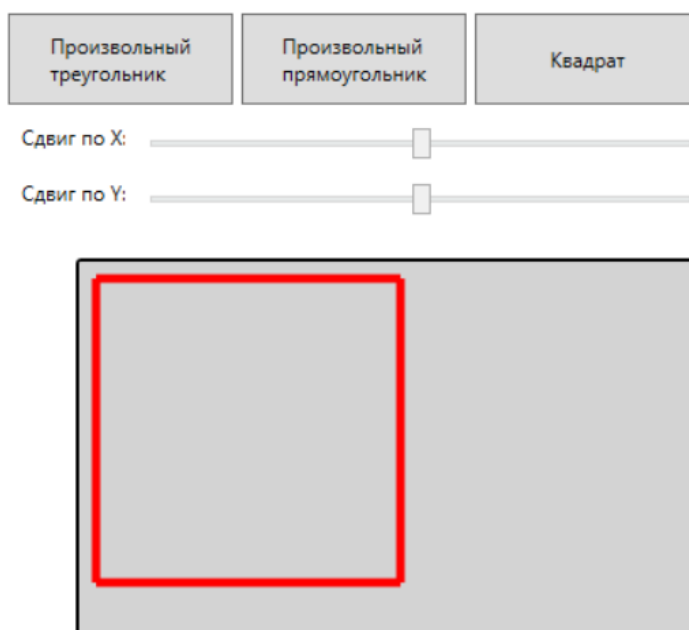 Произвольный
треугольник
Произвольный
прямоугольник
Квадрат
Сдвиг по X:
Сдвиг по Y: